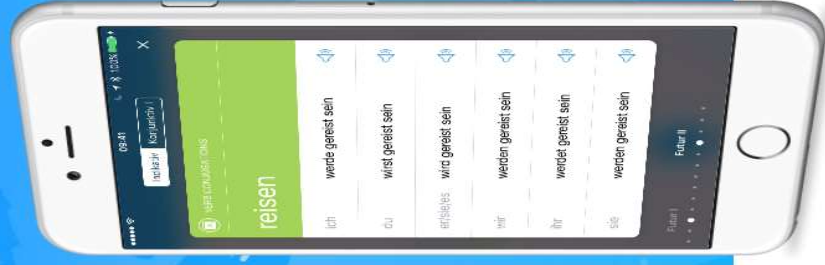 09:41
100%
Indikativ Konjunktiv I
VERB CONJUGATIONS
reisen
ich werde gereist sein
du wirst gereist sein
er/sie/es wird gereist sein
wir werden gereist sein
ihr werdet gereist sein
sie werden gereist sein
Futur I Futur II